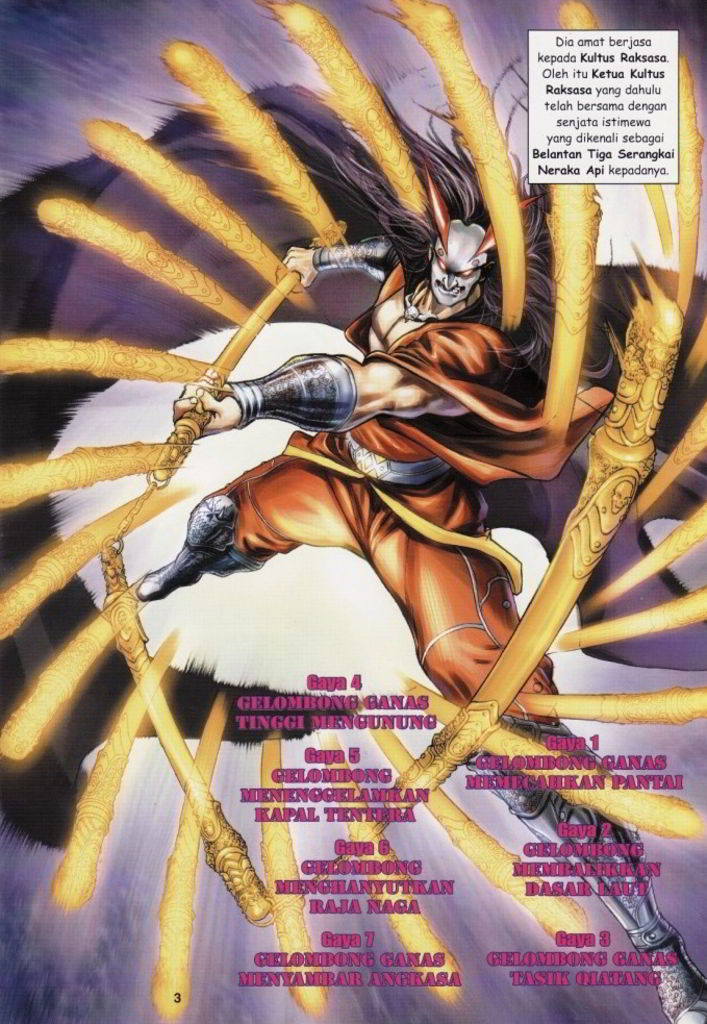 Dia amat berjasa
kepada Kultus Raksasa.
Oleh itu Ketua Kultus
Raksasa yang dahulu
telah bersama dengan
senjata istimewa
yang dikenali sebagai
Belantan Tiga Serangkai
Neraka Api kepadanya.
Gaya 1
GELOMBONG GANAS
MEMECAHKAN PANTAI
Gaya 2
GELOMBONG
MEMBALIKKAN
DASAR LAUT
Gaya 3
GELOMBONG GANAS
TASIK QIATANG
Gaya 4
GELOMBONG GANAS
TINGGI MENGUNUNG
Gaya 5
GELOMBONG
MENENGGELAMKAN
KAPAL TENTERA
Gaya 6
GELOMBONG
MENGHANYUTKAN
RAJA NAGA
Gaya 7
GELOMBONG GANAS
MENYAMBAR ANGKASA
3